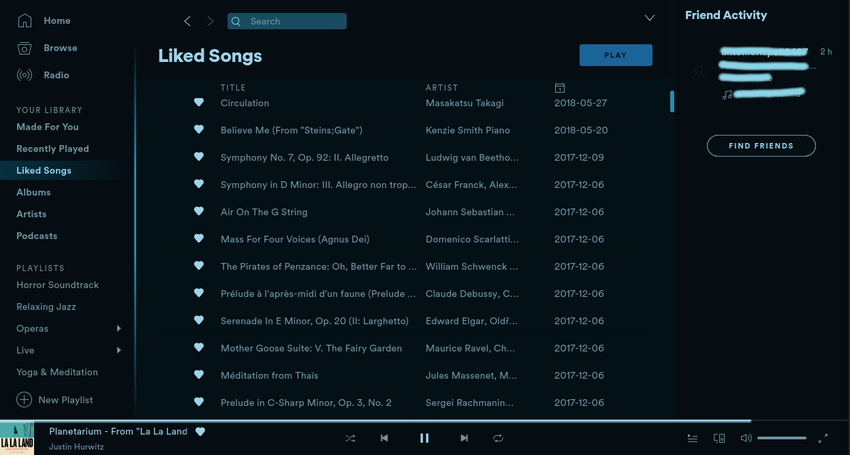 Home
Browse
Radio
YOUR LIBRARY
Made For You
Recently Played
Liked Songs
Albums
Artists
Podcasts
PLAYLISTS
Horror Soundtrack
Relaxing Jazz
Operas
Live
Yoga & Meditation
New Playlist
Search
Liked Songs
PLAY
TITLE ARTIST
Circulation Masakatsu Takagi 2018-05-27
Believe Me (From "Steins;Gate") Kenzie Smith Piano 2018-05-20
Symphony No. 7, Op. 92: II. Allegretto Ludwig van Beetho... 2017-12-09
Symphony in D Minor: III. Allegro non trop... César Franck, Alex... 2017-12-06
Air On The G String Johann Sebastian ... 2017-12-06
Mass For Four Voices (Agnus Dei) Domenico Scarlatti... 2017-12-06
The Pirates of Penzance: Oh, Better Far to ... William Schwenck ... 2017-12-06
Prélude à l'après-midi d'un faune (Prelude ... Claude Debussy, C... 2017-12-06
Serenade In E Minor, Op. 20 (II: Larghetto) Edward Elgar, Oldř... 2017-12-06
Mother Goose Suite: V. The Fairy Garden Maurice Ravel, Ch... 2017-12-06
Méditation from Thaïs Jules Massenet, M... 2017-12-06
Prelude in C-Sharp Minor, Op. 3, No. 2 Sergei Rachmanin... 2017-12-06
Friend Activity
2 h
...
FIND FRIENDS
LA LA LAND
Planetarium - From "La La Land
Justin Hurwitz